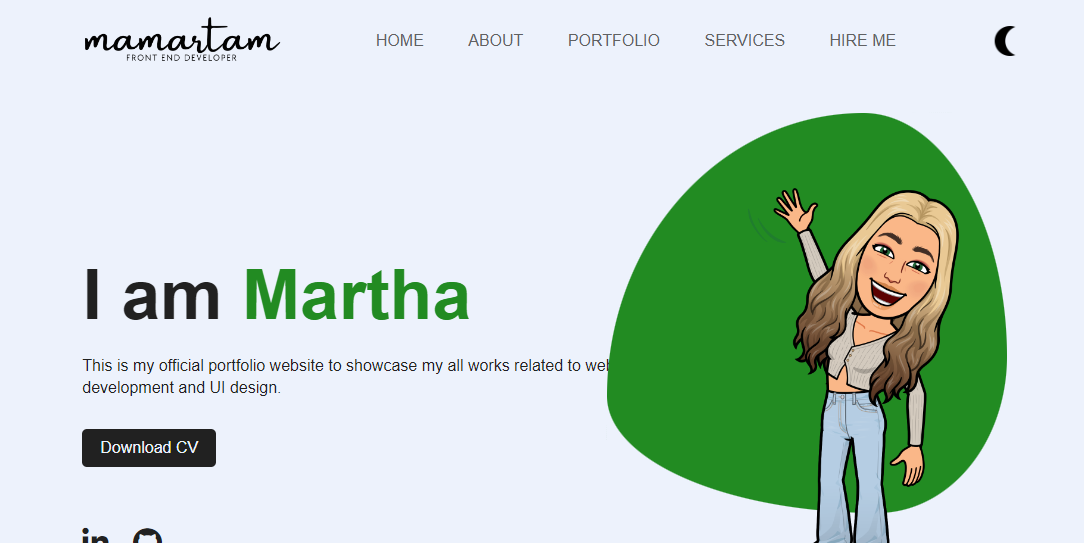 mamartam
FRONT END DEVELOPER
HOME ABOUT PORTFOLIO SERVICES HIRE ME
I am Martha
This is my official portfolio website to showcase my all works related to web
development and UI design.
Download CV
in